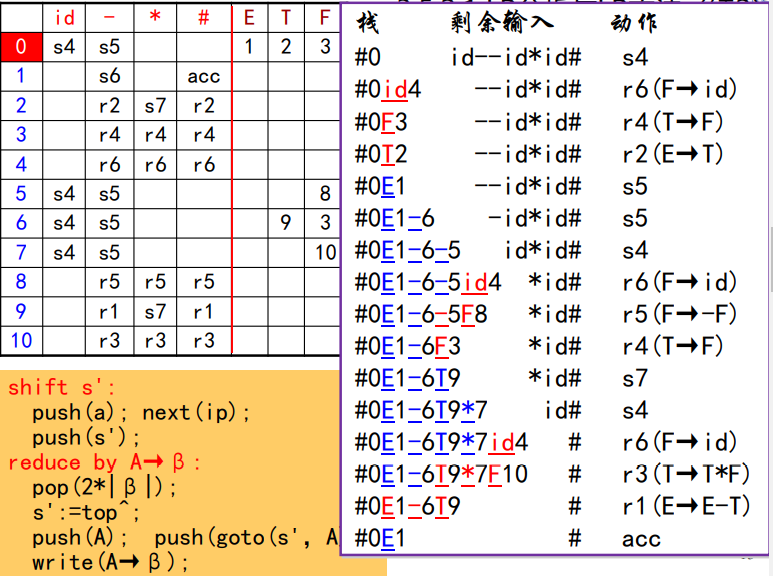 id - * # E T F
0 s4 s5 1 2 3
1 s6 acc
2 r2 s7 r2
3 r4 r4 r4
4 r6 r6 r6
5 s4 s5 8
6 s4 s5 9 3
7 s4 s5 10
8 r5 r5 r5
9 r1 s7 r1
10 r3 r3 r3
shift s':
push(a); next(ip);
push(s');
reduce by A→β:
pop(2*|β|);
s':=top^;
push(A); push(goto(s', A
write(A→β);
栈 剩余输入 动作
#0 id--id*id# s4
#0id4 --id*id# r6(F→id)
#0F3 --id*id# r4(T→F)
#0T2 --id*id# r2(E→T)
#0E1 --id*id# s5
#0E1-6 -id*id# s5
#0E1-6-5 id*id# s4
#0E1-6-5id4 *id# r6(F→id)
#0E1-6-5F8 *id# r5(F→-F)
#0E1-6F3 *id# r4(T→F)
#0E1-6T9 *id# s7
#0E1-6T9*7 id# s4
#0E1-6T9*7id4 # r6(F→id)
#0E1-6T9*7F10 # r3(T→T*F)
#0E1-6T9 # r1(E→E-T)
#0E1 # acc